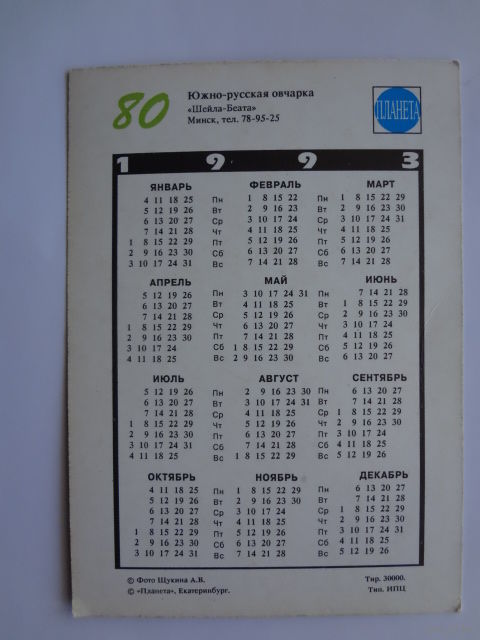 80
Южно-русская овчарка
«Шейла-Беата»
Минск, тел. 78-95-25
ПЛАНЕТА
1 9 9 3
ЯНВАРЬ ФЕВРАЛЬ МАРТ
4 11 18 25 Пн 1 8 15 22 Пн 1 8 15 22 29
5 12 19 26 Вт 2 9 16 23 Вт 2 9 16 23 30
6 13 20 27 Ср 3 10 17 24 Ср 3 10 17 24 31
7 14 21 28 Чт 4 11 18 25 Чт 4 11 18 25
1 8 15 22 29 Пт 5 12 19 26 Пт 5 12 19 26
2 9 16 23 30 Сб 6 13 20 27 Сб 6 13 20 27
3 10 17 24 31 Вс 7 14 21 28 Вс 7 14 21 28
АПРЕЛЬ МАЙ ИЮНЬ
5 12 19 26 Пн 3 10 17 24 31 Пн 7 14 21 28
6 13 20 27 Вт 4 11 18 25 Вт 1 8 15 22 29
7 14 21 28 Ср 5 12 19 26 Ср 2 9 16 23 30
1 8 15 22 29 Чт 6 13 20 27 Чт 3 10 17 24
2 9 16 23 30 Пт 7 14 21 28 Пт 4 11 18 25
3 10 17 24 Сб 1 8 15 22 29 Сб 5 12 19 26
4 11 18 25 Вс 2 9 16 23 30 Вс 6 13 20 27
ИЮЛЬ АВГУСТ СЕНТЯБРЬ
5 12 19 26 Пн 2 9 16 23 30 Пн 6 13 20 27
6 13 20 27 Вт 3 10 17 24 31 Вт 7 14 21 28
7 14 21 28 Ср 4 11 18 25 Ср 1 8 15 22 29
1 8 15 22 29 Чт 5 12 19 26 Чт 2 9 16 23 30
2 9 16 23 30 Пт 6 13 20 27 Пт 3 10 17 24
3 10 17 24 31 Сб 7 14 21 28 Сб 4 11 18 25
4 11 18 25 Вс 1 8 15 22 29 Вс 5 12 19 26
ОКТЯБРЬ НОЯБРЬ ДЕКАБРЬ
4 11 18 25 Пн 1 8 15 22 29 Пн 6 13 20 27
5 12 19 26 Вт 2 9 16 23 30 Вт 7 14 21 28
6 13 20 27 Ср 3 10 17 24 Ср 1 8 15 22 29
7 14 21 28 Чт 4 11 18 25 Чт 2 9 16 23 30
1 8 15 22 29 Пт 5 12 19 26 Пт 3 10 17 24 31
2 9 16 23 30 Сб 6 13 20 27 Сб 4 11 18 25
3 10 17 24 31 Вс 7 14 21 28 Вс 5 12 19 26
© Фото Щукина А.В. Тир. 30000.
© «Планета», Екатеринбург. Тип. ИПЦ